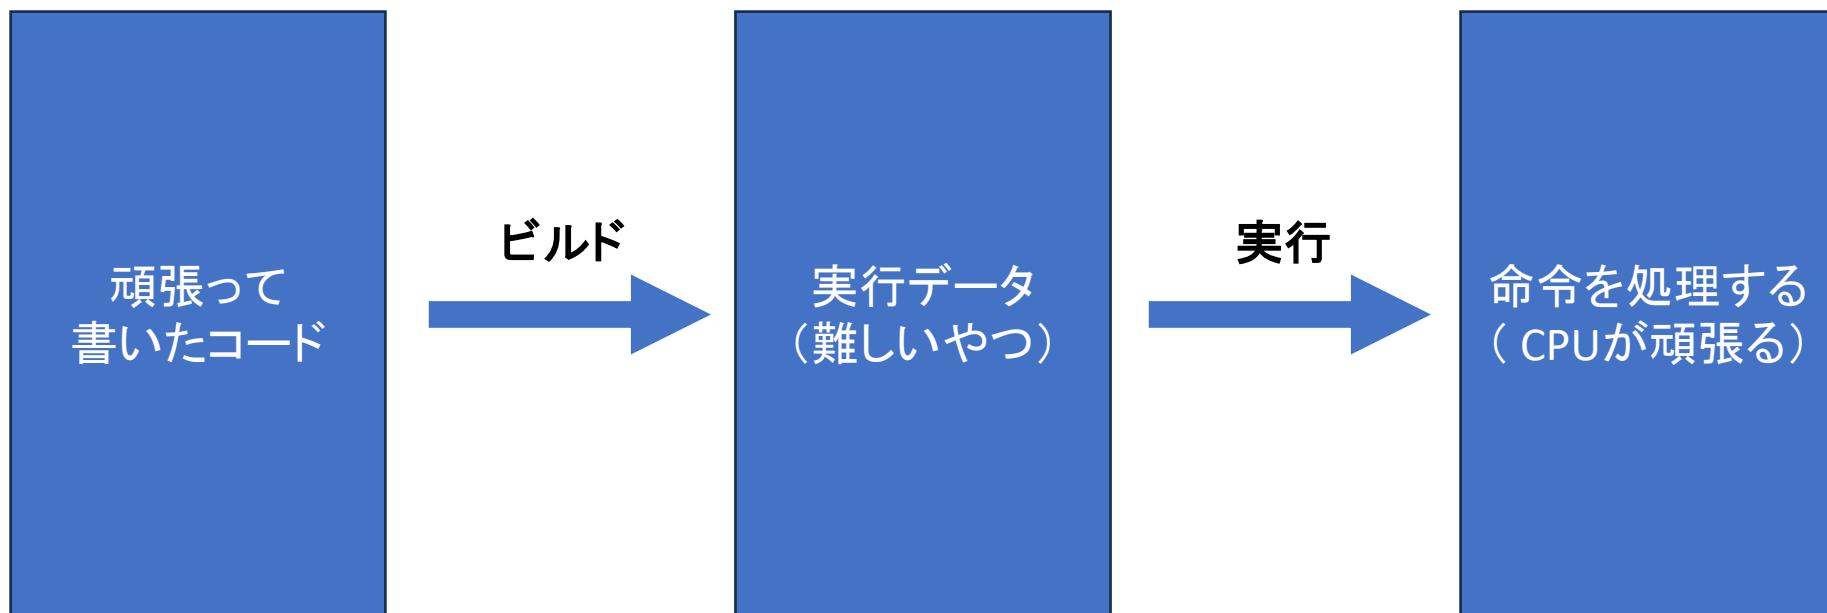 頑張って
書いたコード
ビルド
実行データ
（難しいやつ）
実行
命令を処理する
（ CPUが頑張る）